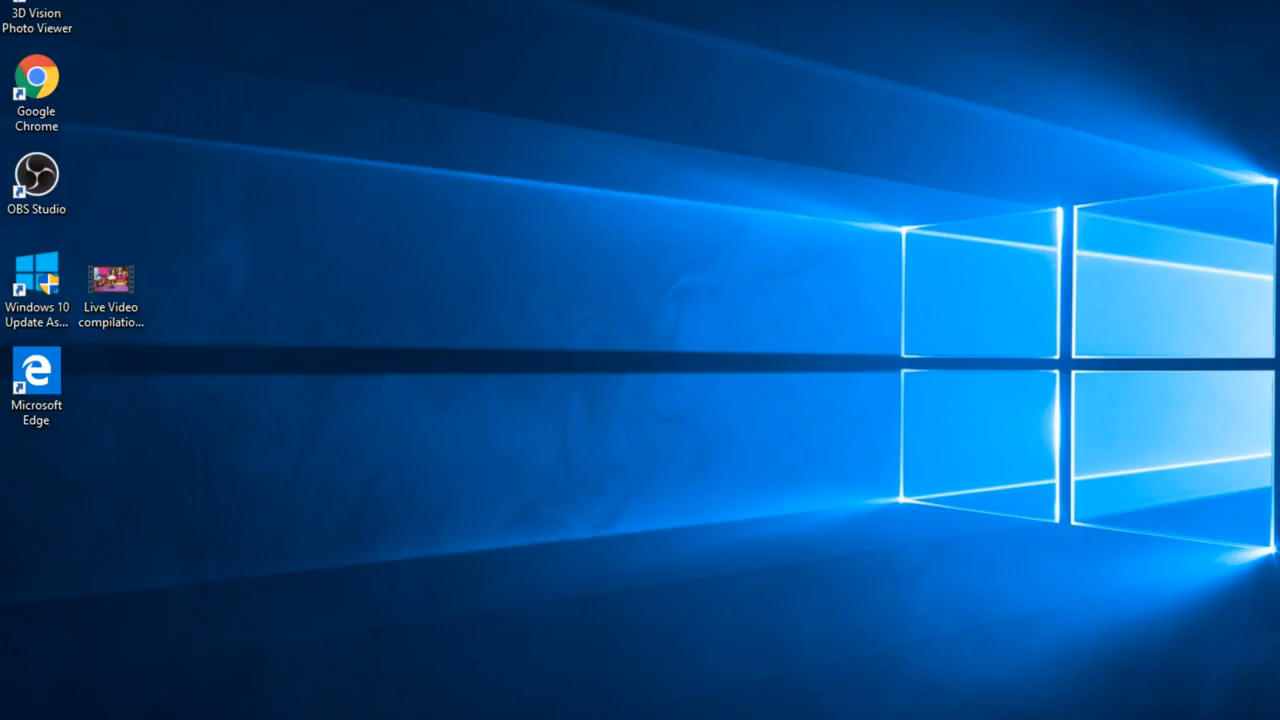 3D Vision
Photo Viewer
Google
Chrome
OBS Studio
Windows 10
Update As...
Live Video
compilatio...
Microsoft
Edge